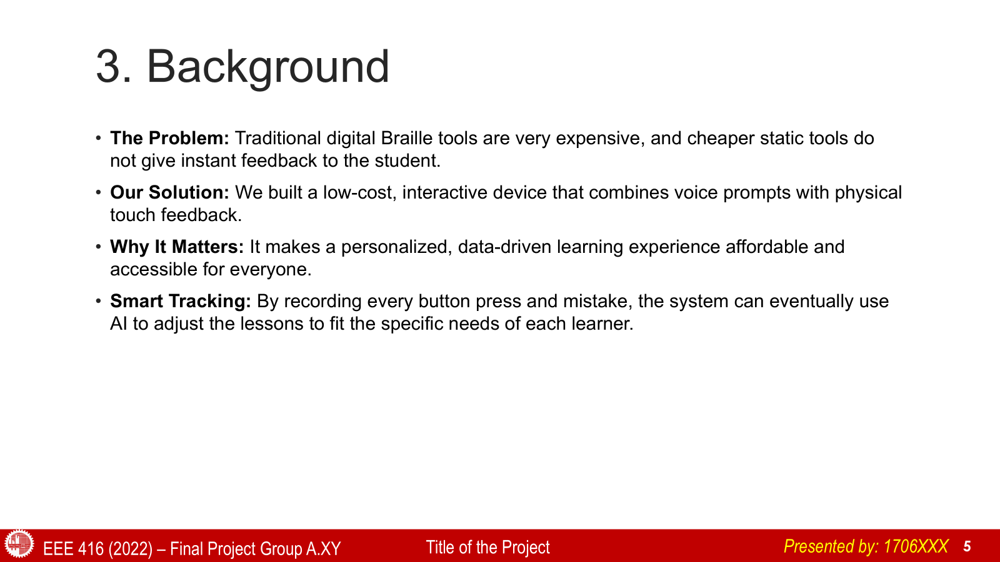 3. Background
• The Problem: Traditional digital Braille tools are very expensive, and cheaper static tools do
not give instant feedback to the student.
• Our Solution: We built a low-cost, interactive device that combines voice prompts with physical
touch feedback.
• Why It Matters: It makes a personalized, data-driven learning experience affordable and
accessible for everyone.
• Smart Tracking: By recording every button press and mistake, the system can eventually use
AI to adjust the lessons to fit the specific needs of each learner.
EEE 416 (2022) – Final Project Group A.XY
Title of the Project
Presented by: 1706XXX
5